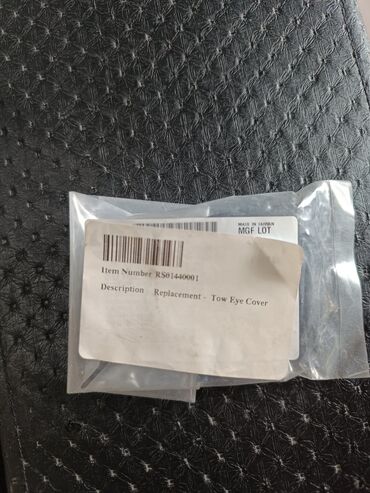 MADE IN TAIWAN
MGF LOT
Item Number RS01440001
Description Replacement - Tow Eye Cover